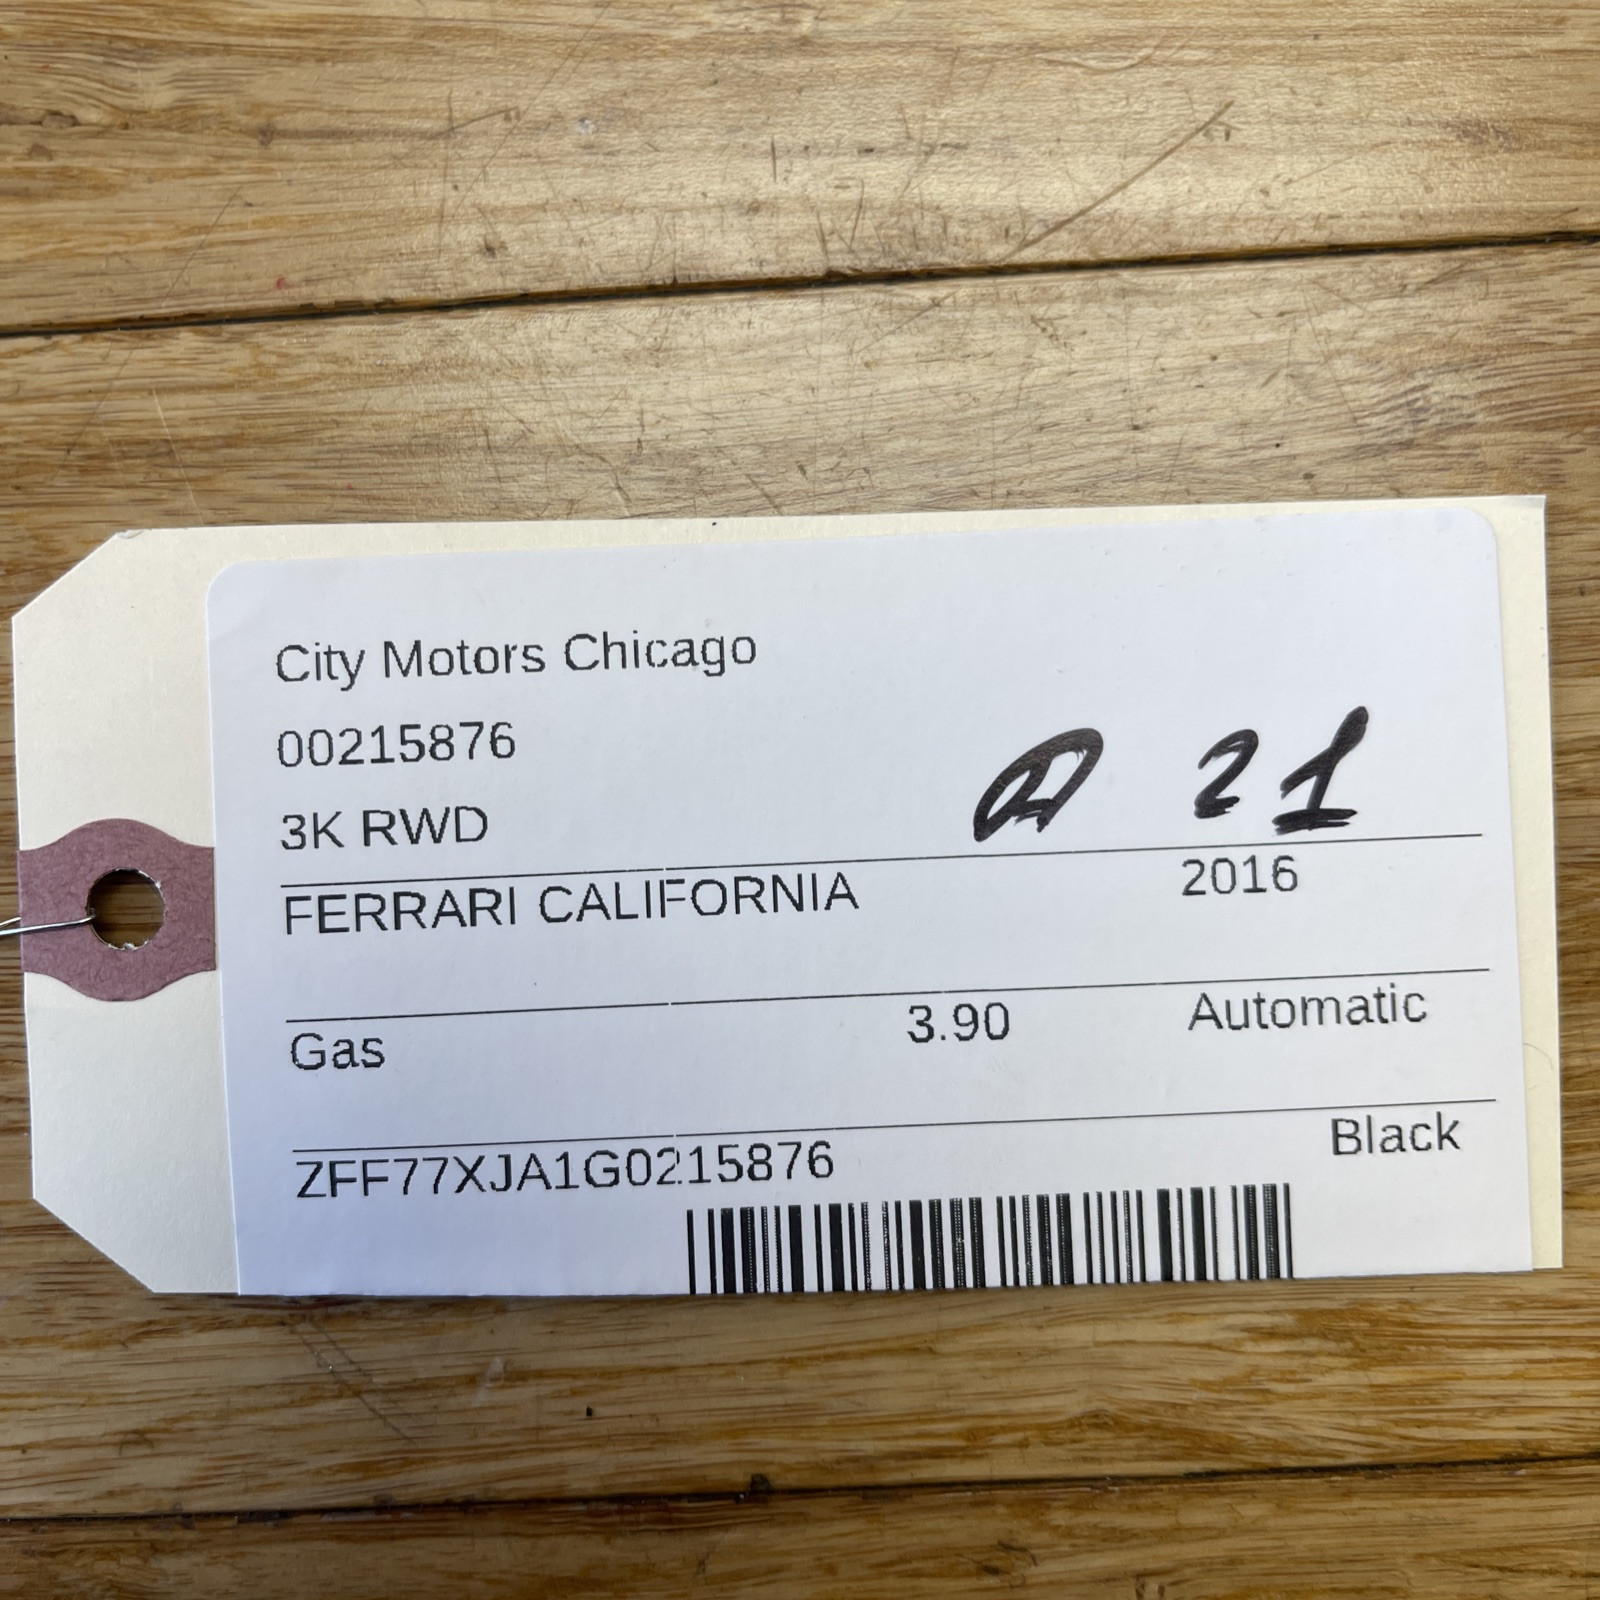 City Motors Chicago
00215876
3K RWD
21
FERRARI CALIFORNIA 2016
Gas 3.90 Automatic
Black
ZFF77XJA1G0215876